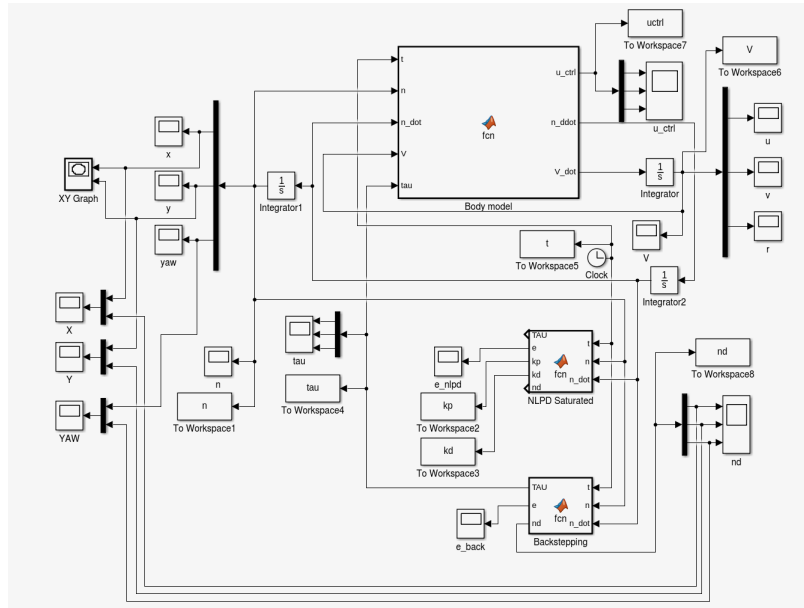 uctrl
To Workspace7
V
To Workspace6
t
n
n_dot
V
tau
u_ctrl
n_ddot
V_dot
fcn
Body model
u_ctrl
x
y
yaw
XY Graph
1
s
Integrator1
1
s
Integrator
u
v
r
V
t
To Workspace5
Clock
1
s
Integrator2
X
Y
YAW
n
n
To Workspace1
tau
tau
To Workspace4
TAU
e
kp
kd
nd
t
n
n_dot
fcn
NLPD Saturated
e_nlpd
kp
To Workspace2
kd
To Workspace3
nd
To Workspace8
nd
TAU
e
nd
t
n
n_dot
fcn
Backstepping
e_back